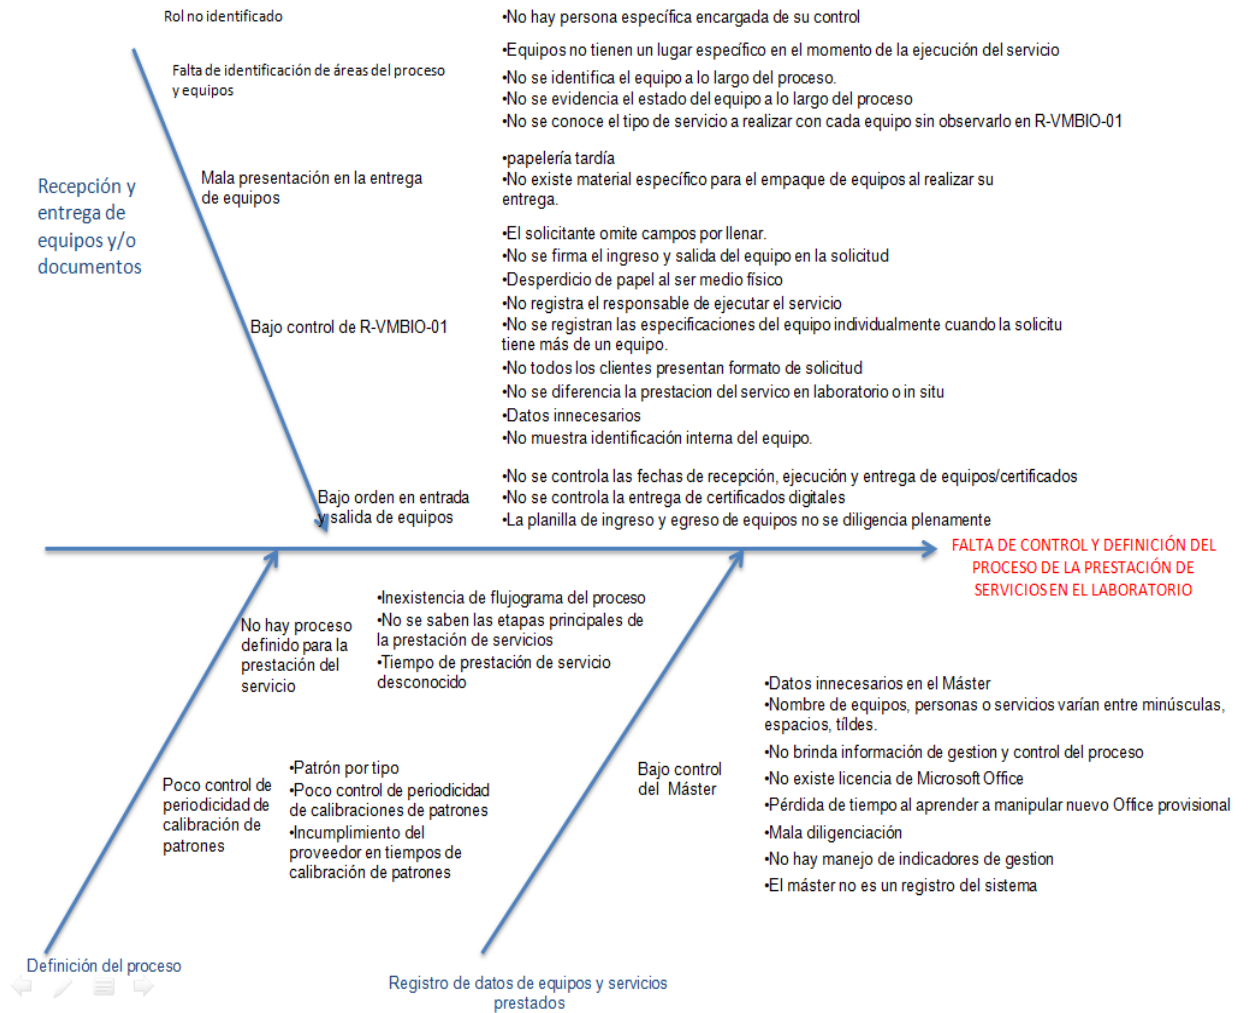 Rol no identificado
•No hay persona específica encargada de su control
Falta de identificación de áreas del proceso
y equipos
•Equipos no tienen un lugar específico en el momento de la ejecución del servicio
•No se identifica el equipo a lo largo del proceso.
•No se evidencia el estado del equipo a lo largo del proceso
•No se conoce el tipo de servicio a realizar con cada equipo sin observarlo en R-VMBIO-01
Recepción y
entrega de
equipos y/o
documentos
Mala presentación en la entrega
de equipos
•papelería tardía
•No existe material específico para el empaque de equipos al realizar su
entrega.
Bajo control de R-VMBIO-01
•El solicitante omite campos por llenar.
•No se firma el ingreso y salida del equipo en la solicitud
•Desperdicio de papel al ser medio físico
•No registra el responsable de ejecutar el servicio
•No se registran las especificaciones del equipo individualmente cuando la solicitu
tiene más de un equipo.
•No todos los clientes presentan formato de solicitud
•No se diferencia la prestacion del servico en laboratorio o in situ
•Datos innecesarios
•No muestra identificación interna del equipo.
Bajo orden en entrada
y salida de equipos
•No se controla las fechas de recepción, ejecución y entrega de equipos/certificados
•No se controla la entrega de certificados digitales
•La planilla de ingreso y egreso de equipos no se diligencia plenamente
FALTA DE CONTROL Y DEFINICIÓN DEL
PROCESO DE LA PRESTACIÓN DE
SERVICIOS EN EL LABORATORIO
No hay proceso
definido para la
prestación del
servicio
•Inexistencia de flujograma del proceso
•No se saben las etapas principales de
la prestación de servicios
•Tiempo de prestación de servicio
desconocido
Poco control de
periodicidad de
calibración de
patrones
•Patrón por tipo
•Poco control de periodicidad
de calibraciones de patrones
•Incumplimiento del
proveedor en tiempos de
calibración de patrones
Bajo control
del Máster
•Datos innecesarios en el Máster
•Nombre de equipos, personas o servicios varían entre minúsculas,
espacios, tíldes.
•No brinda información de gestion y control del proceso
•No existe licencia de Microsoft Office
•Pérdida de tiempo al aprender a manipular nuevo Office provisional
•Mala diligenciación
•No hay manejo de indicadores de gestion
•El máster no es un registro del sistema
Definición del proceso
Registro de datos de equipos y servicios
prestados